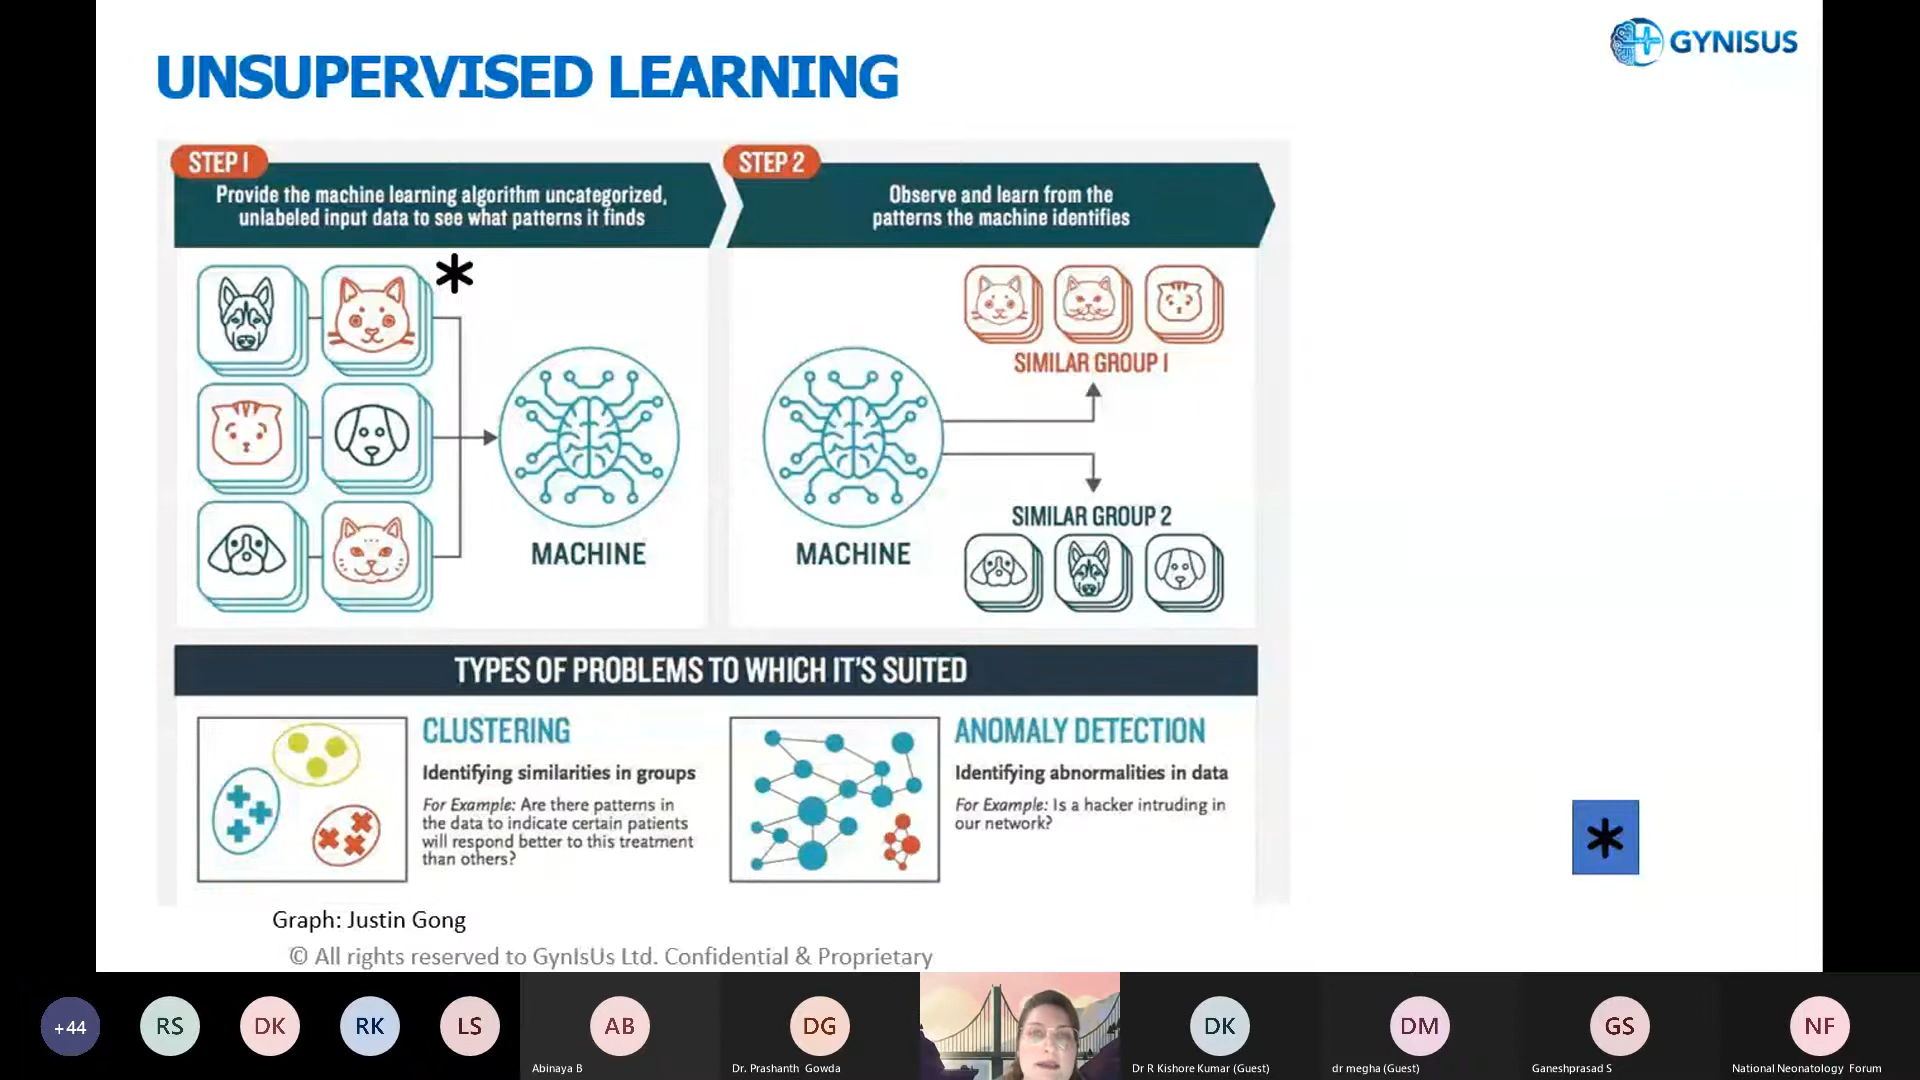 GYNISUS
UNSUPERVISED LEARNING
STEP 1
Provide the machine learning algorithm uncategorized,
unlabeled input data to see what patterns it finds
STEP 2
Observe and learn from the
patterns the machine identifies
MACHINE
MACHINE
SIMILAR GROUP 1
SIMILAR GROUP 2
TYPES OF PROBLEMS TO WHICH IT'S SUITED
CLUSTERING
Identifying similarities in groups
For Example: Are there patterns in
the data to indicate certain patients
will respond better to this treatment
than others?
ANOMALY DETECTION
Identifying abnormalities in data
For Example: Is a hacker intruding in
our network?
Graph: Justin Gong
© All rights reserved to GynIsUs Ltd. Confidential & Proprietary
+44
RS
DK
RK
LS
AB
Abinaya B
DG
Dr. Prashanth Gowda
DK
Dr R Kishore Kumar (Guest)
DM
dr megha (Guest)
GS
Ganeshprasad S
NF
National Neonatology Forum